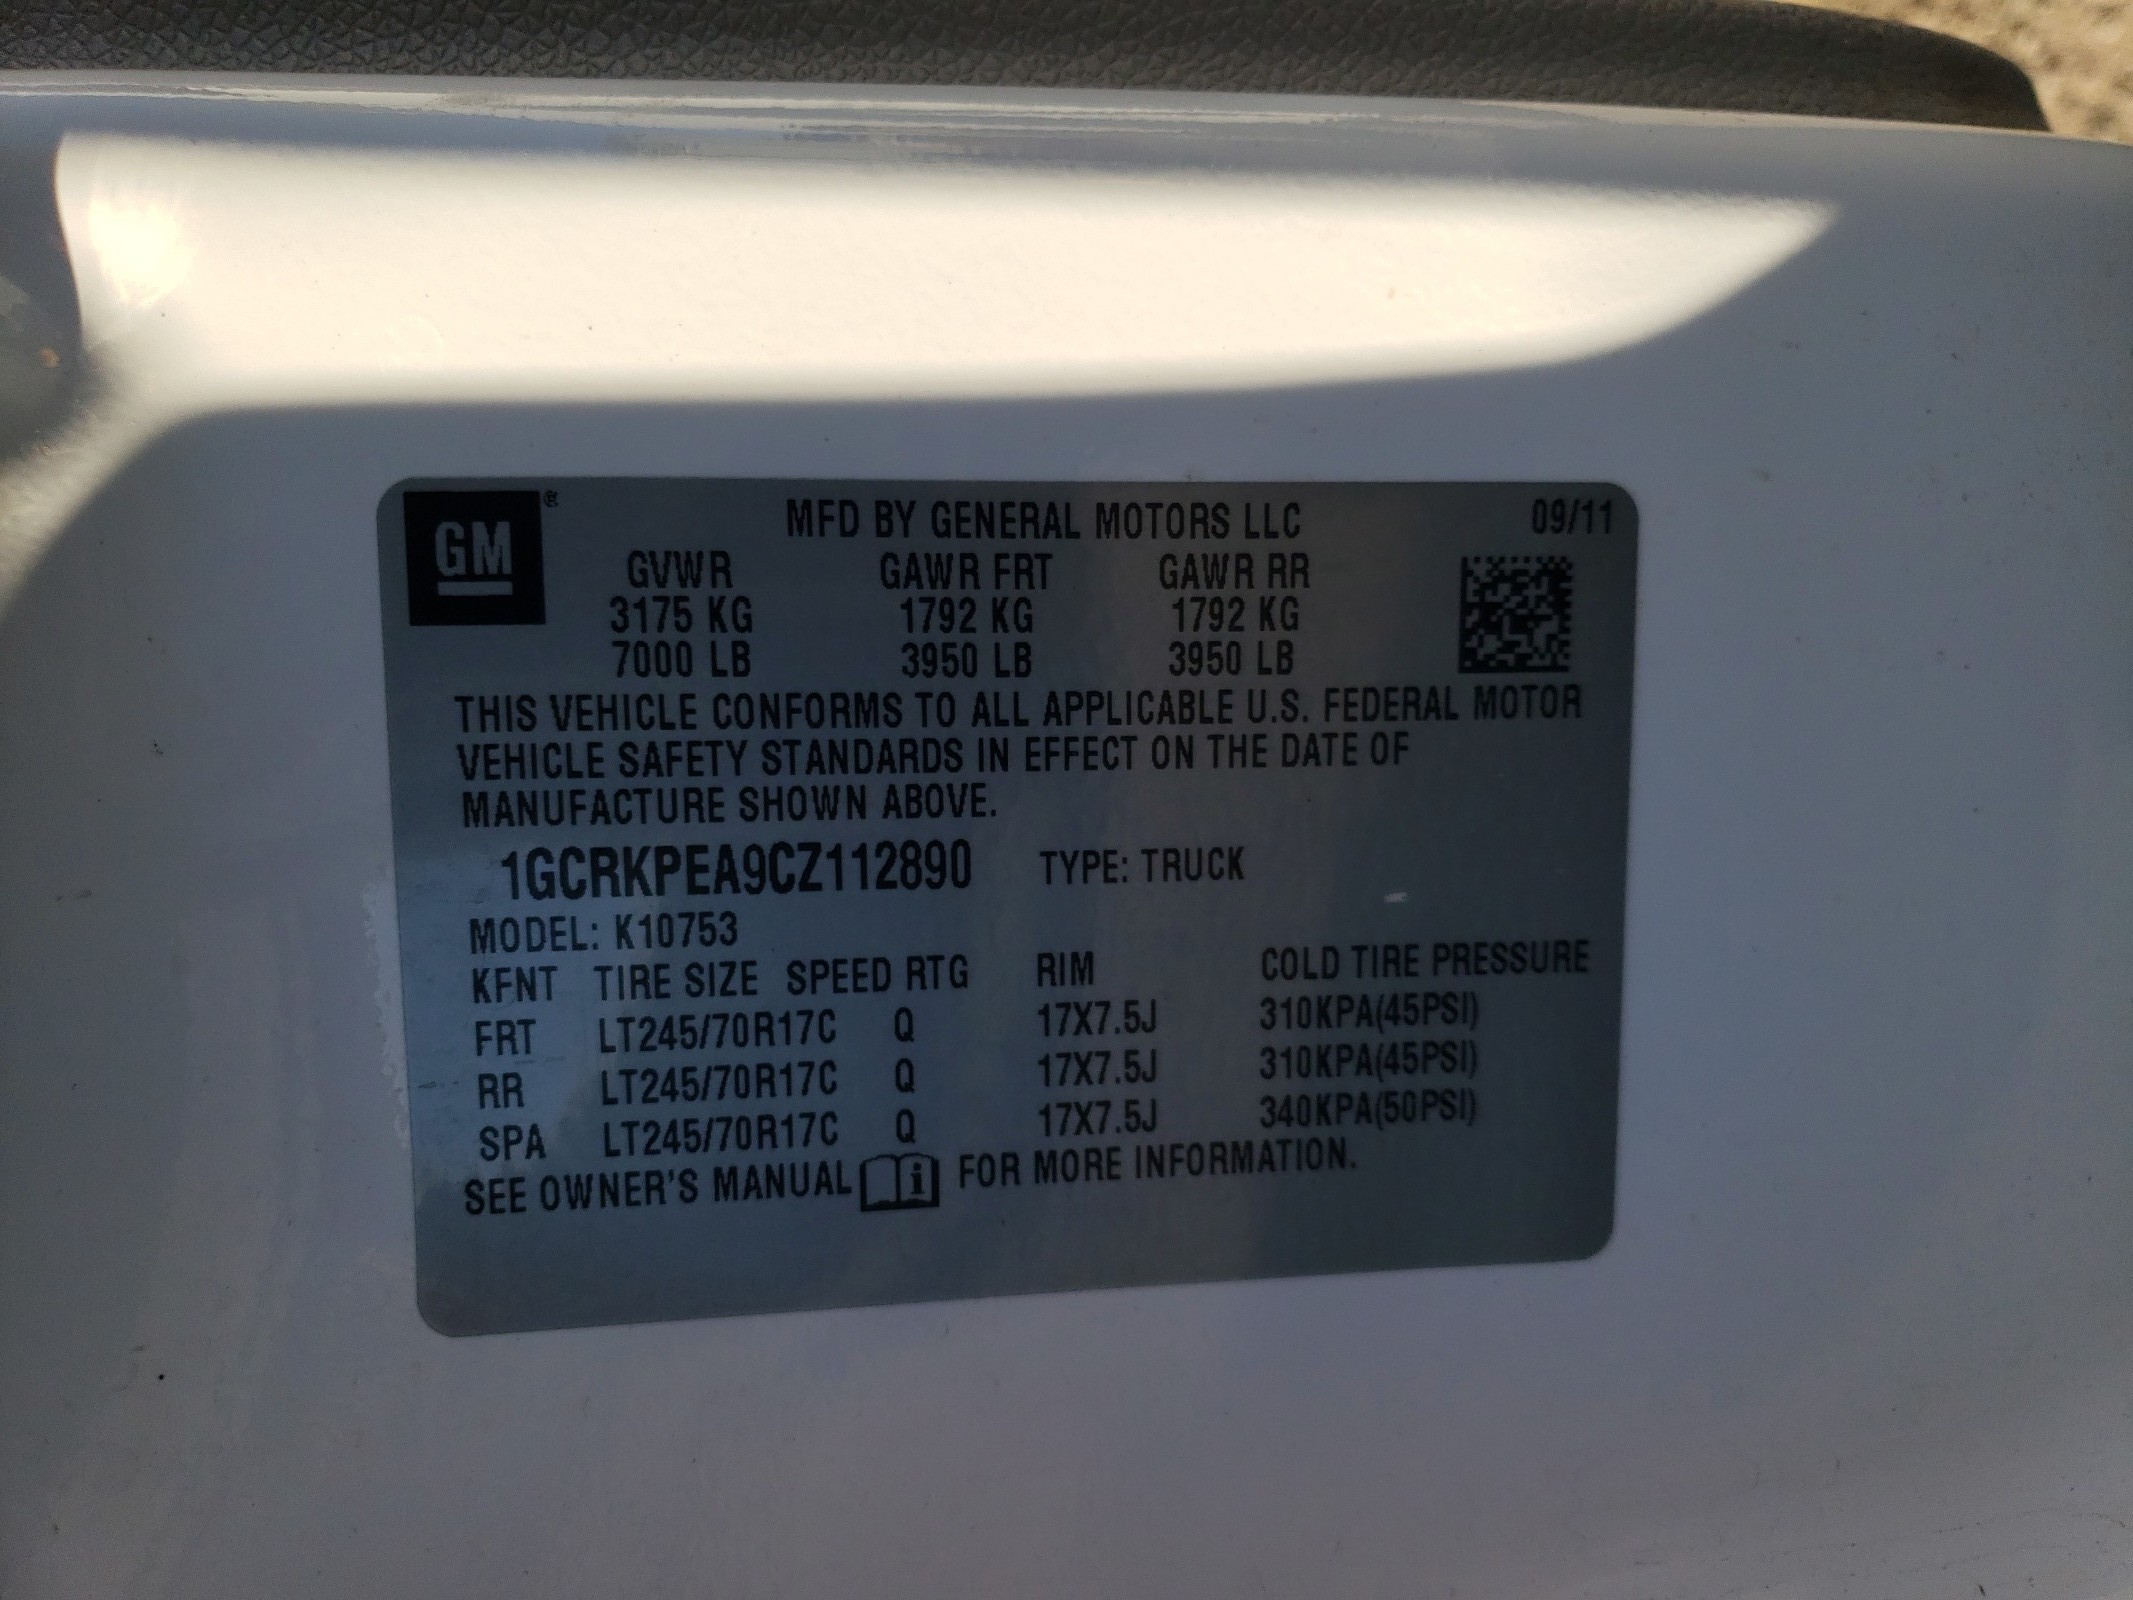 GM ®
MFD BY GENERAL MOTORS LLC 09/11
GVWR GAWR FRT GAWR RR
3175 KG 1792 KG 1792 KG
7000 LB 3950 LB 3950 LB
THIS VEHICLE CONFORMS TO ALL APPLICABLE U.S. FEDERAL MOTOR
VEHICLE SAFETY STANDARDS IN EFFECT ON THE DATE OF
MANUFACTURE SHOWN ABOVE.
1GCRKPEA9CZ112890 TYPE: TRUCK
MODEL: K10753
KFNT TIRE SIZE SPEED RTG RIM COLD TIRE PRESSURE
FRT LT245/70R17C Q 17X7.5J 310KPA(45PSI)
RR LT245/70R17C Q 17X7.5J 310KPA(45PSI)
SPA LT245/70R17C Q 17X7.5J 340KPA(50PSI)
SEE OWNER'S MANUAL i FOR MORE INFORMATION.